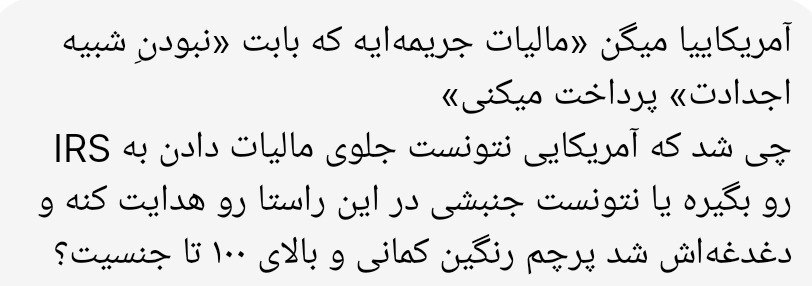 آمریکاییا میگن «مالیات جریمه‌ایه که بابت «نبودنِ شبیه
اجدادت» پرداخت میکنی»
چی شد که آمریکایی نتونست جلوی مالیات دادن به IRS
رو بگیره یا نتونست جنبشی در این راستا رو هدایت کنه و
دغدغه‌اش شد پرچم رنگین کمانی و بالای ۱۰۰ تا جنسیت؟